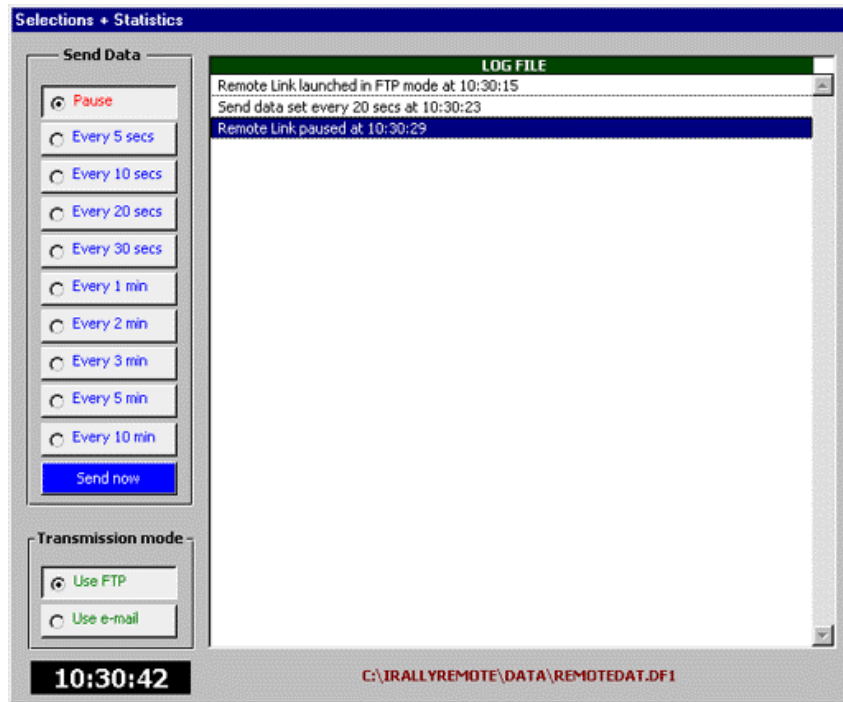 Selections + Statistics
Send Data
Pause
Every 5 secs
Every 10 secs
Every 20 secs
Every 30 secs
Every 1 min
Every 2 min
Every 3 min
Every 5 min
Every 10 min
Send now
Transmission mode
Use FTP
Use e-mail
10:30:42
LOG FILE
Remote Link launched in FTP mode at 10:30:15
Send data set every 20 secs at 10:30:23
Remote Link paused at 10:30:29
C:\IRALLYREMOTE\DATA\REMOTEDAT.DF1